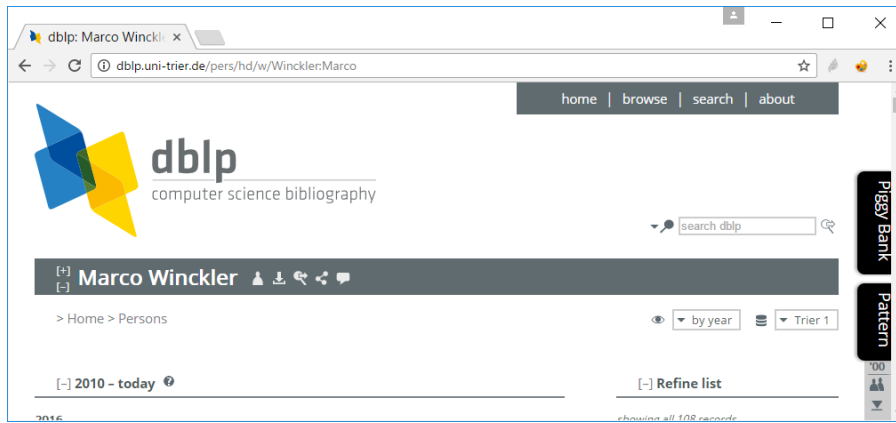 dblp: Marco Winckle
dblp.uni-trier.de/pers/hd/w/Winckler:Marco
home | browse | search | about
dblp
computer science bibliography
search dblp
Piggy Bank
[+]
[–]
Marco Winckler
> Home > Persons
by year
Trier 1
Pattern
'00
[–] 2010 – today ?
[–] Refine list
2016
showing all 108 records